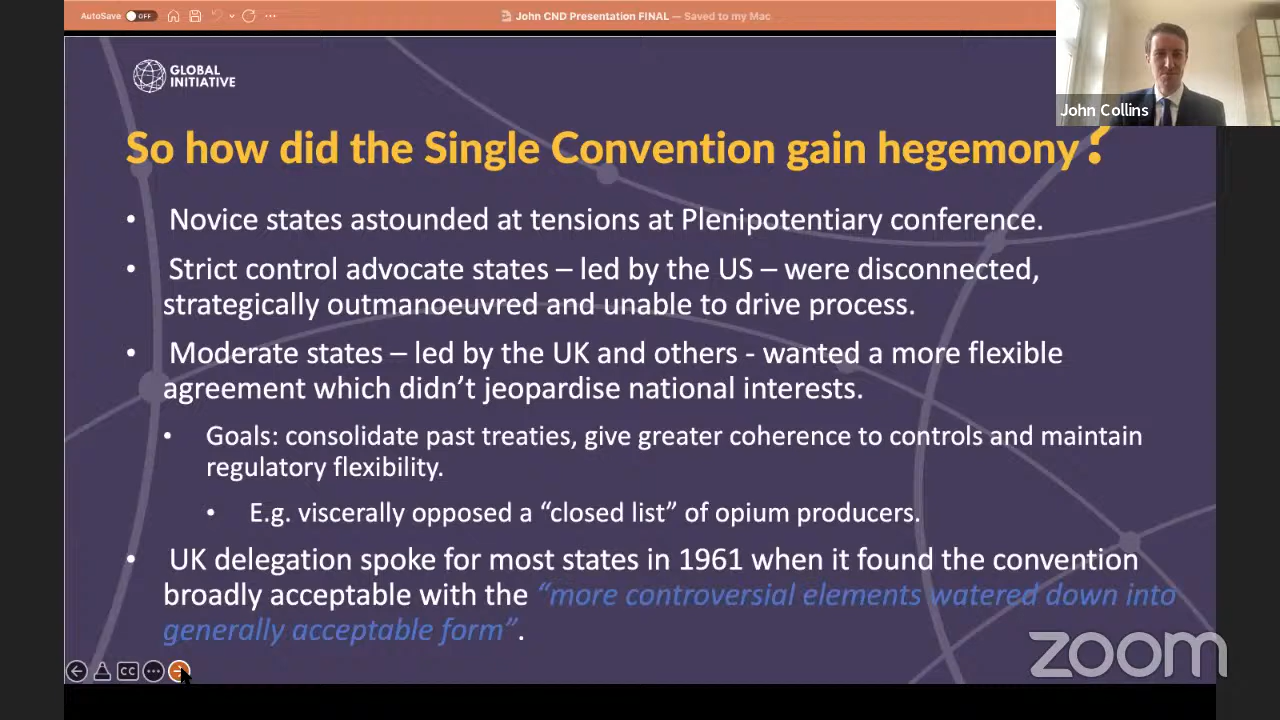 AutoSave OFF
John CND Presentation FINAL — Saved to my Mac
GLOBAL
INITIATIVE
John Collins
So how did the Single Convention gain hegemony?
• Novice states astounded at tensions at Plenipotentiary conference.
• Strict control advocate states – led by the US – were disconnected,
strategically outmanoeuvred and unable to drive process.
• Moderate states – led by the UK and others - wanted a more flexible
agreement which didn’t jeopardise national interests.
• Goals: consolidate past treaties, give greater coherence to controls and maintain
regulatory flexibility.
• E.g. viscerally opposed a “closed list” of opium producers.
• UK delegation spoke for most states in 1961 when it found the convention
broadly acceptable with the “more controversial elements watered down into
generally acceptable form”.
CC
zoom